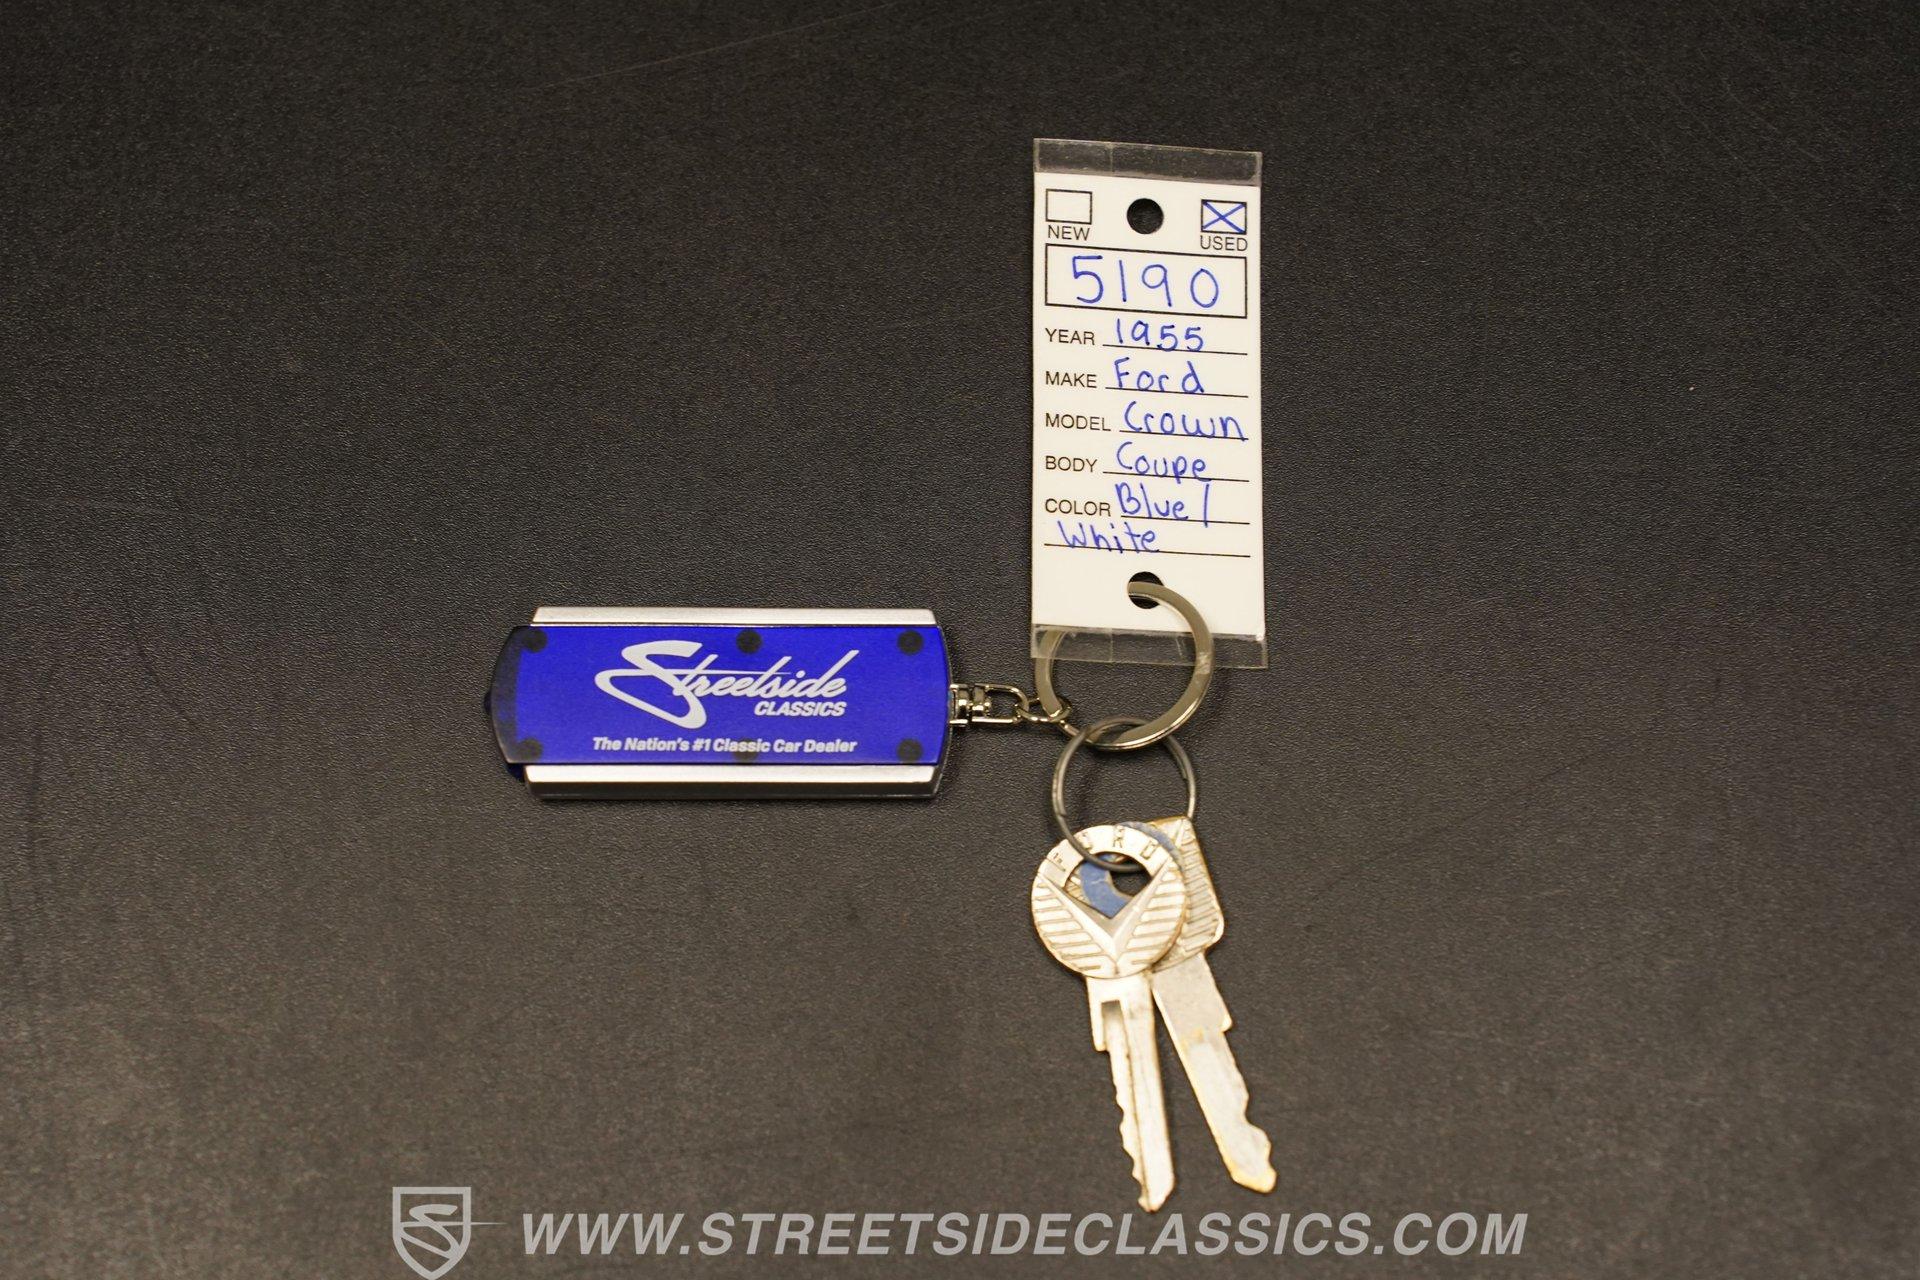 NEW
USED
5190
YEAR 1955
MAKE Ford
MODEL Crown
BODY Coupe
COLOR Blue/
White
Streetside
CLASSICS
The Nation's #1 Classic Car Dealer
FORD
WWW.STREETSIDECLASSICS.COM